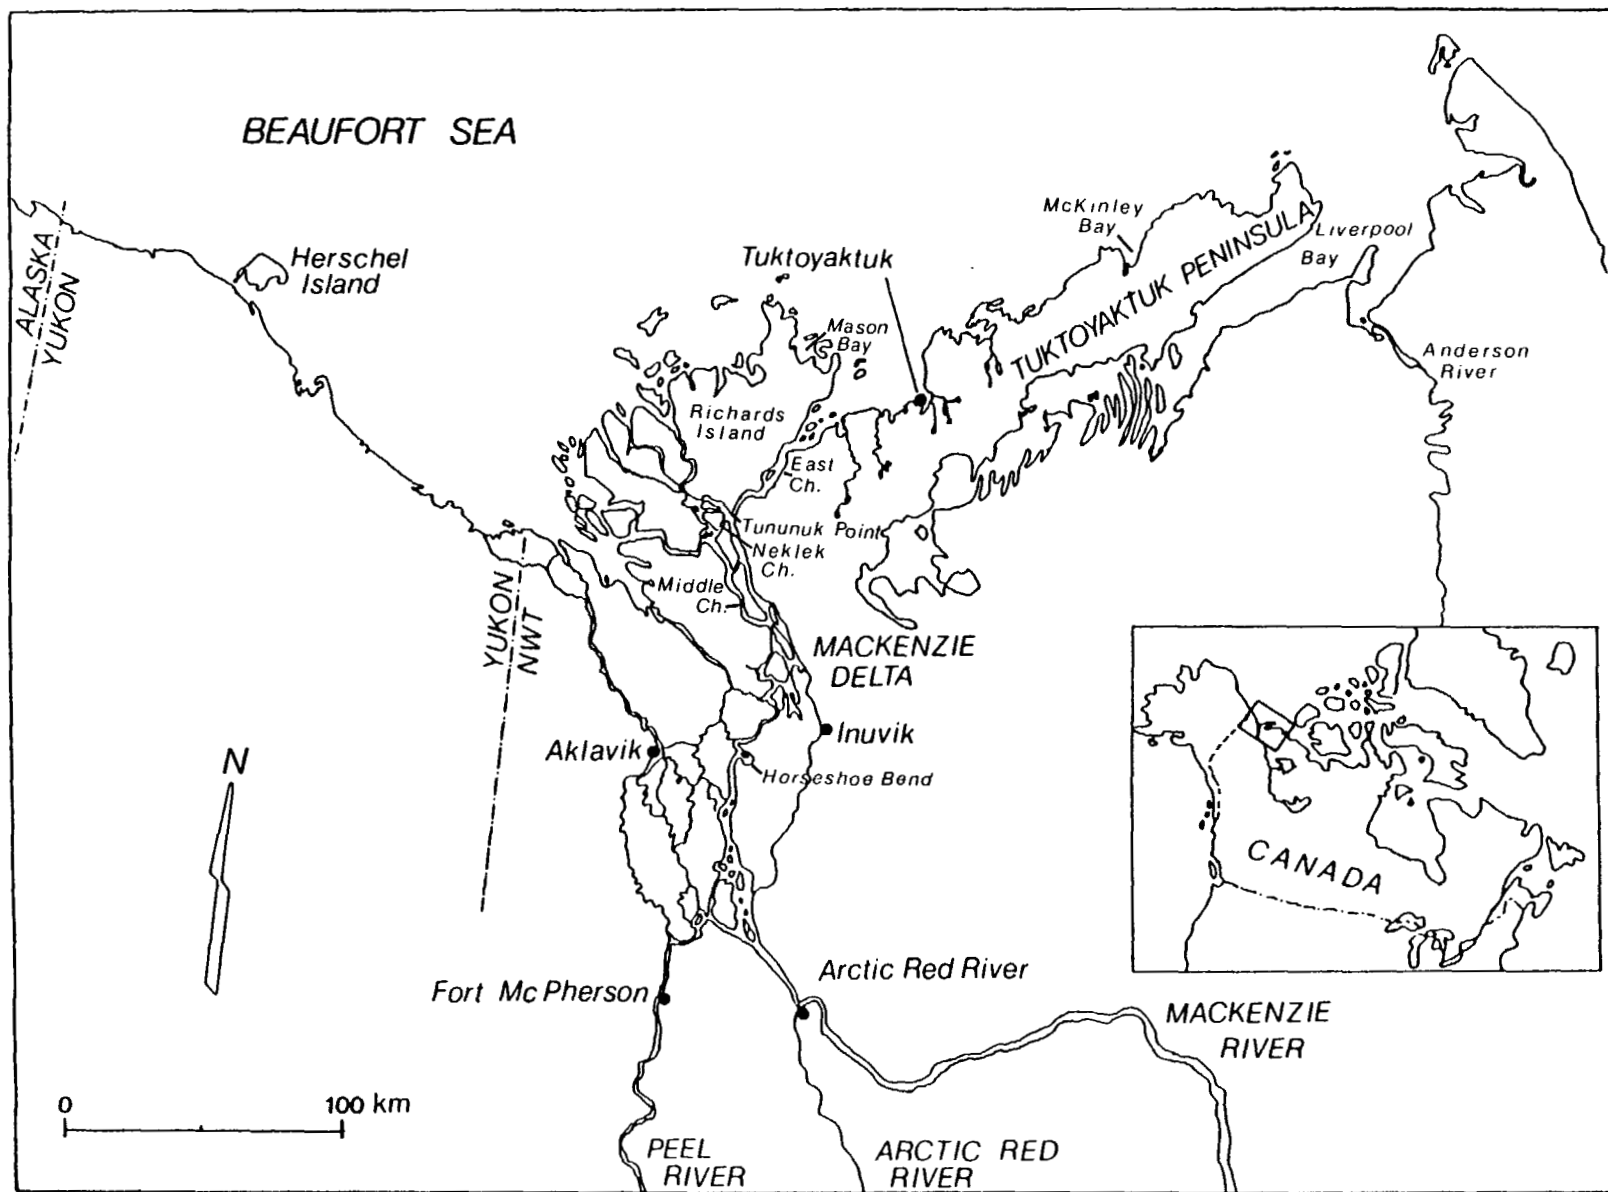 BEAUFORT SEA
ALASKA
YUKON
Herschel
Island
Tuktoyaktuk
McKinley
Bay
TUKTOYAKTUK PENINSULA
Liverpool
Bay
Mason
Bay
Anderson
River
Richards
Island
East
Ch.
Tununuk Point
Neklek
Ch.
Middle
Ch.
YUKON
NWT
MACKENZIE
DELTA
Inuvik
Aklavik
Horseshoe Bend
N
CANADA
Fort McPherson
Arctic Red River
MACKENZIE
RIVER
0
100 km
PEEL
RIVER
ARCTIC RED
RIVER